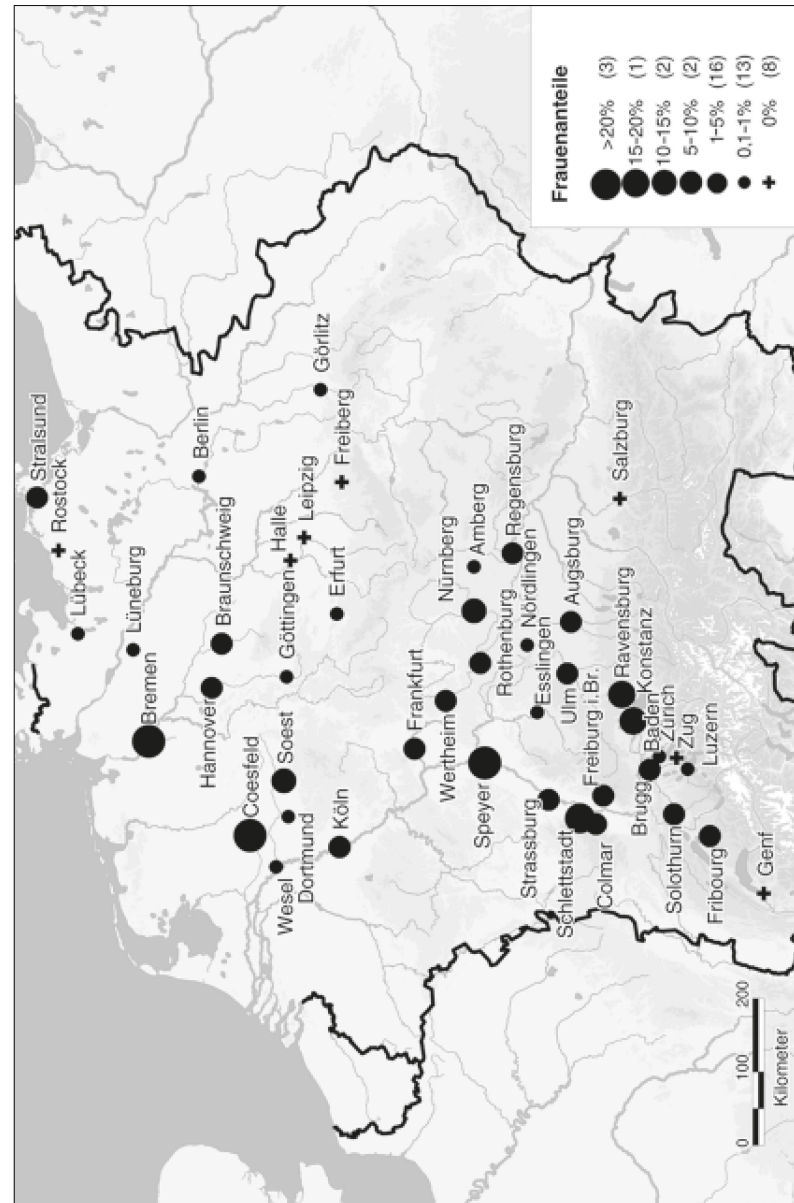 Stralsund
Rostock
Lübeck
Lüneburg
Bremen
Berlin
Hannover
Braunschweig
Coesfeld
Soest
Göttingen
Halle
Leipzig
Görlitz
Wesel
Dortmund
Köln
Erfurt
Freiberg
Frankfurt
Wertheim
Nürnberg
Amberg
Speyer
Rothenburg
Regensburg
Nördlingen
Strassburg
Esslingen
Schlettstadt
Ulm
Augsburg
Colmar
Freiburg i.Br.
Salzburg
Ravensburg
Konstanz
Brugg
Baden
Zürich
Zug
Luzern
Solothurn
Fribourg
Genf
0 100 200
Kilometer
Frauenanteile
>20% (3)
15-20% (1)
10-15% (2)
5-10% (2)
1-5% (16)
0,1-1% (13)
0% (8)